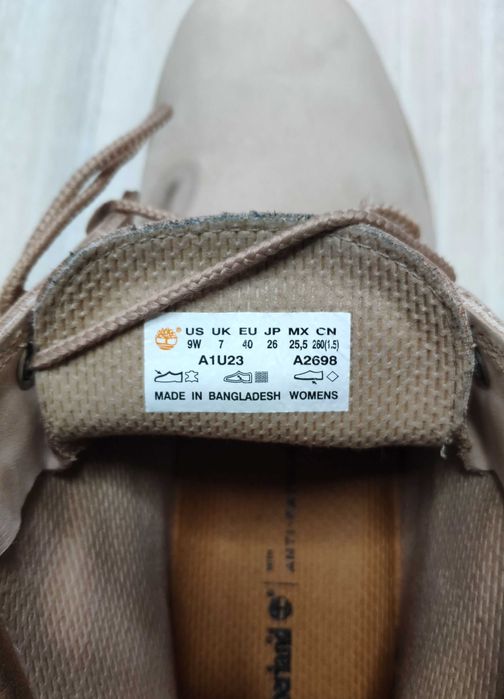 US UK EU JP MX CN
9W 7 40 26 25,5 260(1.5)
A1U23 A2698
MADE IN BANGLADESH WOMENS
WITH